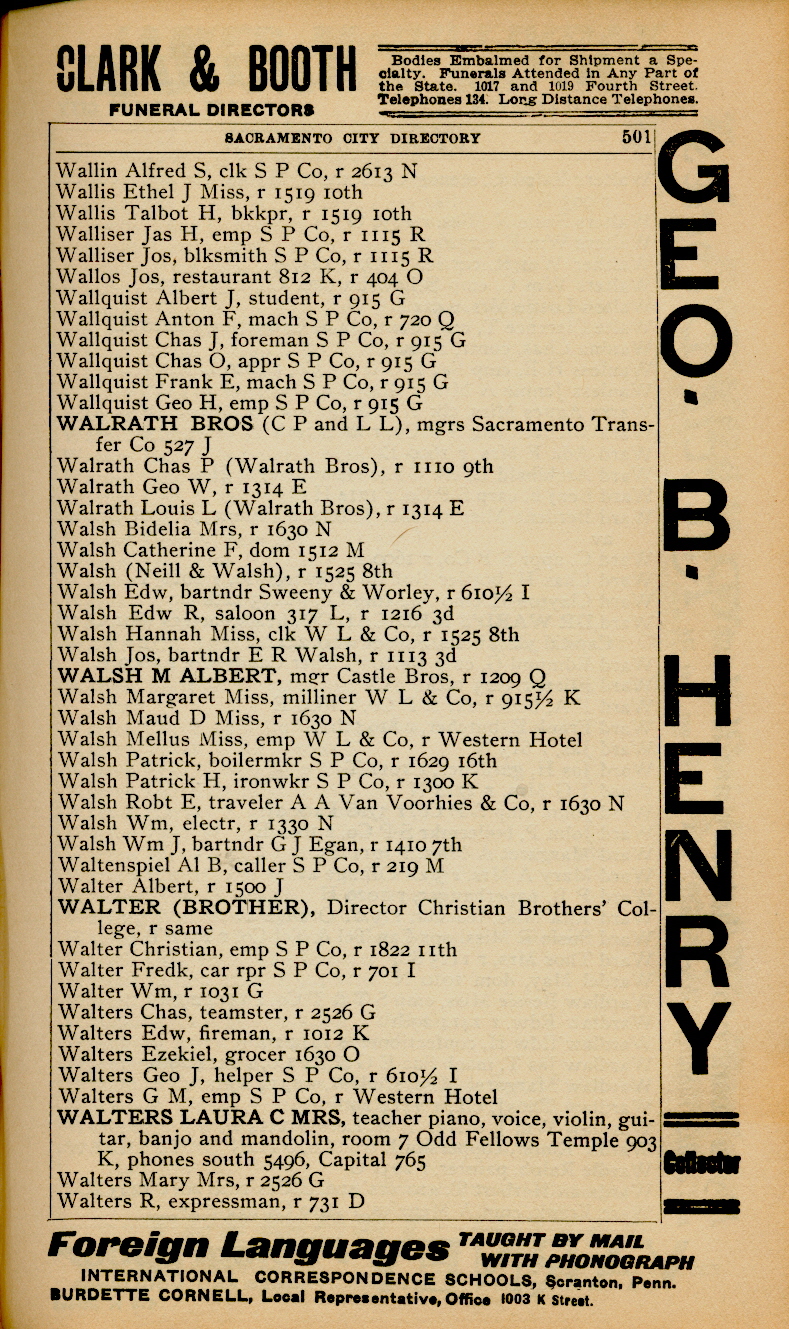 CLARK & BOOTH
FUNERAL DIRECTORS
Bodies Embalmed for Shipment a Spe-
cialty. Funerals Attended in Any Part of
the State. 1017 and 1019 Fourth Street.
Telephones 134. Long Distance Telephones.
SACRAMENTO CITY DIRECTORY 501
Wallin Alfred S, clk S P Co, r 2613 N
Wallis Ethel J Miss, r 1519 10th
Wallis Talbot H, bkkpr, r 1519 10th
Walliser Jas H, emp S P Co, r 1115 R
Walliser Jos, blksmith S P Co, r 1115 R
Wallos Jos, restaurant 812 K, r 404 O
Wallquist Albert J, student, r 915 G
Wallquist Anton F, mach S P Co, r 720 Q
Wallquist Chas J, foreman S P Co, r 915 G
Wallquist Chas O, appr S P Co, r 915 G
Wallquist Frank E, mach S P Co, r 915 G
Wallquist Geo H, emp S P Co, r 915 G
WALRATH BROS (C P and L L), mgrs Sacramento Trans-
fer Co 527 J
Walrath Chas P (Walrath Bros), r 1110 9th
Walrath Geo W, r 1314 E
Walrath Louis L (Walrath Bros), r 1314 E
Walsh Bidelia Mrs, r 1630 N
Walsh Catherine F, dom 1512 M
Walsh (Neill & Walsh), r 1525 8th
Walsh Edw, bartndr Sweeny & Worley, r 610½ I
Walsh Edw R, saloon 317 L, r 1216 3d
Walsh Hannah Miss, clk W L & Co, r 1525 8th
Walsh Jos, bartndr E R Walsh, r 1113 3d
WALSH M ALBERT, mgr Castle Bros, r 1209 Q
Walsh Margaret Miss, milliner W L & Co, r 915½ K
Walsh Maud D Miss, r 1630 N
Walsh Mellus Miss, emp W L & Co, r Western Hotel
Walsh Patrick, boilermkr S P Co, r 1629 16th
Walsh Patrick H, ironwkr S P Co, r 1300 K
Walsh Robt E, traveler A A Van Voorhies & Co, r 1630 N
Walsh Wm, electr, r 1330 N
Walsh Wm J, bartndr G J Egan, r 1410 7th
Waltenspiel Al B, caller S P Co, r 219 M
Walter Albert, r 1500 J
WALTER (BROTHER), Director Christian Brothers' Col-
lege, r same
Walter Christian, emp S P Co, r 1822 11th
Walter Fredk, car rpr S P Co, r 701 I
Walter Wm, r 1031 G
Walters Chas, teamster, r 2526 G
Walters Edw, fireman, r 1012 K
Walters Ezekiel, grocer 1630 O
Walters Geo J, helper S P Co, r 610½ I
Walters G M, emp S P Co, r Western Hotel
WALTERS LAURA C MRS, teacher piano, voice, violin, gui-
tar, banjo and mandolin, room 7 Odd Fellows Temple 903
K, phones south 5496, Capital 765
Walters Mary Mrs, r 2526 G
Walters R, expressman, r 731 D
GEO. B. HENRY
Collector
Foreign Languages TAUGHT BY MAIL
WITH PHONOGRAPH
INTERNATIONAL CORRESPONDENCE SCHOOLS, Scranton, Penn.
BURDETTE CORNELL, Local Representative, Office 1003 K Street.